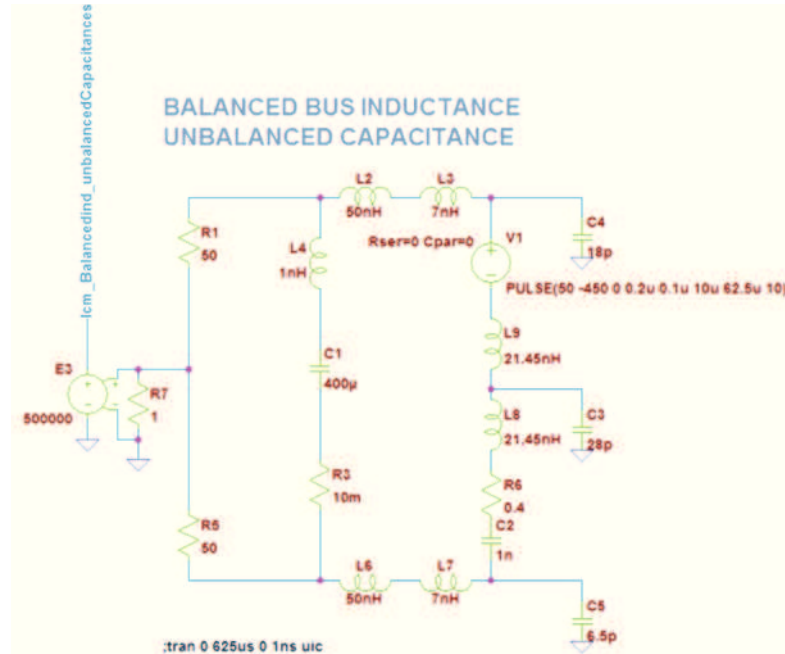 Icm_Balancedind_unbalancedCapacitances
BALANCED BUS INDUCTANCE
UNBALANCED CAPACITANCE
L2
50nH
L3
7nH
R1
50
L4
1nH
Rser=0 Cpar=0
V1
C4
18p
PULSE(50 -450 0 0.2u 0.1u 10u 62.5u 10)
L9
21.45nH
C1
400µ
E3
500000
R7
1
L8
21.45nH
C3
28p
R3
10m
R6
0.4
C2
1n
R5
50
L6
50nH
L7
7nH
C5
6.5p
;tran 0 625us 0 1ns uic